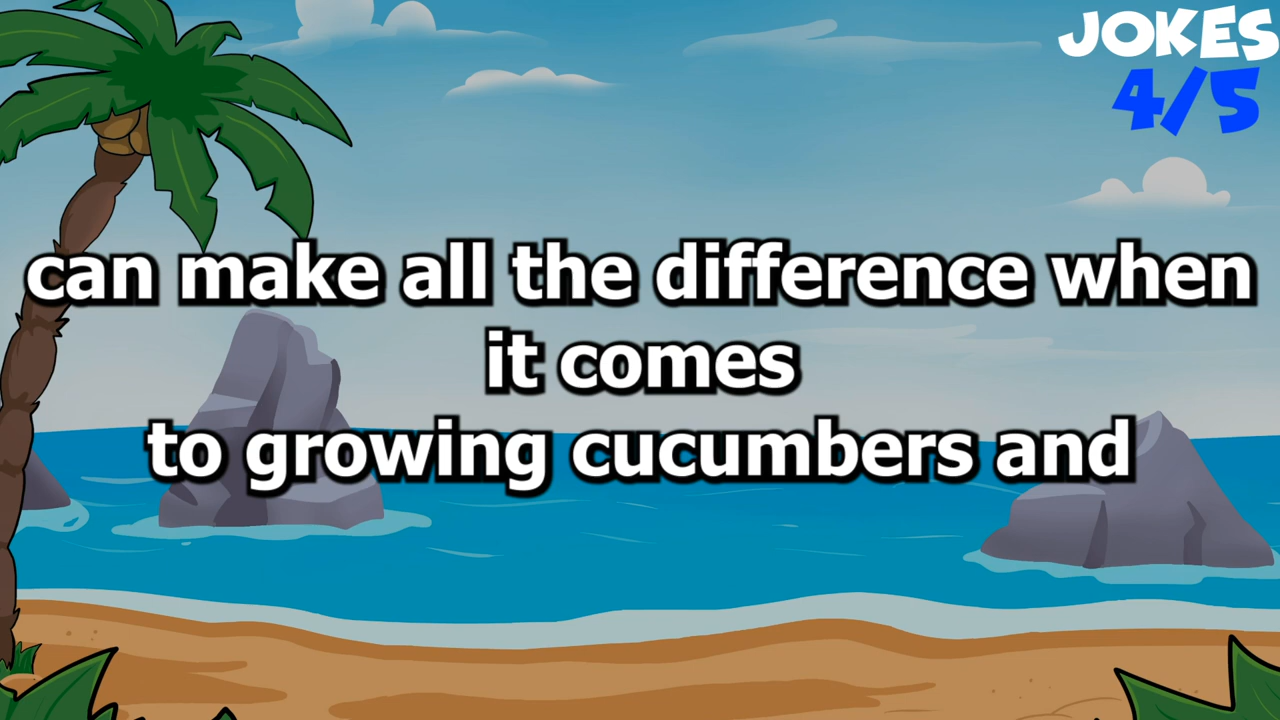 JOKES
4/5
can make all the difference when
it comes
to growing cucumbers and